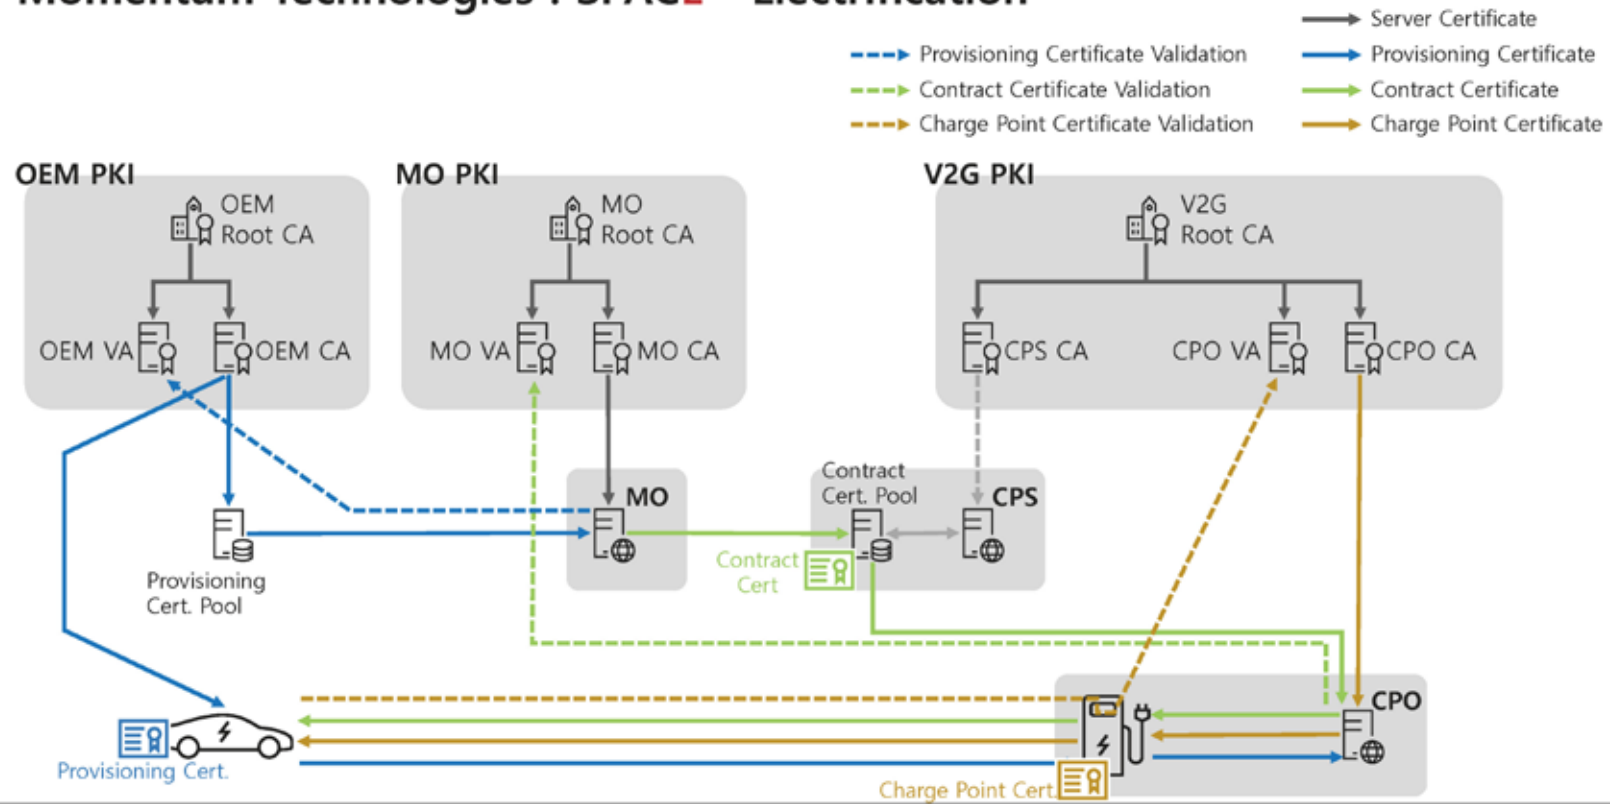 Server Certificate
Provisioning Certificate Validation
Provisioning Certificate
Contract Certificate Validation
Contract Certificate
Charge Point Certificate Validation
Charge Point Certificate
OEM PKI
MO PKI
V2G PKI
OEM
Root CA
MO
Root CA
V2G
Root CA
OEM VA
OEM CA
MO VA
MO CA
CPS CA
CPO VA
CPO CA
Contract
Cert. Pool
MO
CPS
Contract
Cert
Provisioning
Cert. Pool
CPO
Provisioning Cert.
Charge Point Cert.